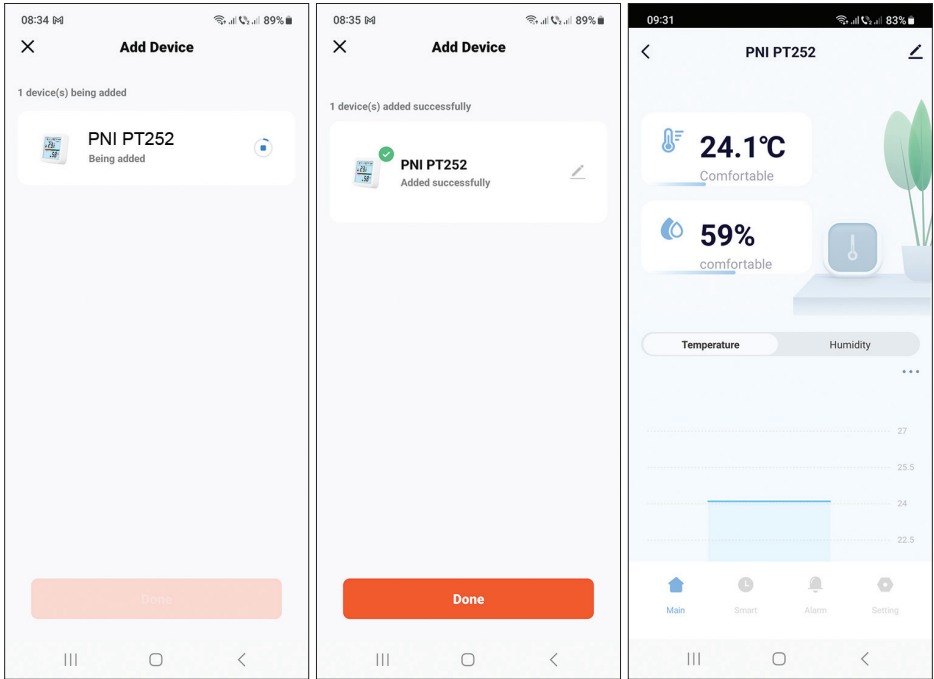 08:34 89%
Add Device
1 device(s) being added
PNI PT252
Being added
Done
08:35 89%
Add Device
1 device(s) added successfully
PNI PT252
Added successfully
Done
09:31 83%
PNI PT252
24.1°C
Comfortable
59%
comfortable
Temperature Humidity
27
25.5
24
22.5
Main Smart Alarm Setting